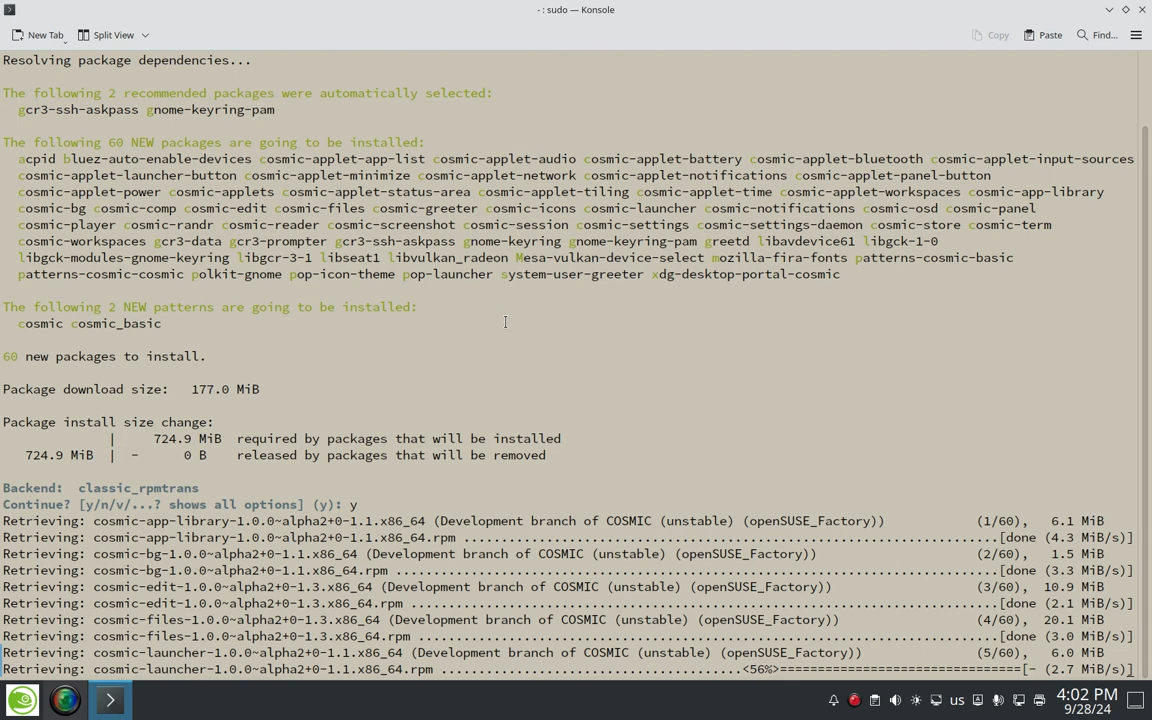 - : sudo — Konsole
New Tab
Split View
Copy
Paste
Find...
Resolving package dependencies...
The following 2 recommended packages were automatically selected:
gcr3-ssh-askpass gnome-keyring-pam
The following 60 NEW packages are going to be installed:
acpid bluez-auto-enable-devices cosmic-applet-app-list cosmic-applet-audio cosmic-applet-battery cosmic-applet-bluetooth cosmic-applet-input-sources
cosmic-applet-launcher-button cosmic-applet-minimize cosmic-applet-network cosmic-applet-notifications cosmic-applet-panel-button
cosmic-applet-power cosmic-applets cosmic-applet-status-area cosmic-applet-tiling cosmic-applet-time cosmic-applet-workspaces cosmic-app-library
cosmic-bg cosmic-comp cosmic-edit cosmic-files cosmic-greeter cosmic-icons cosmic-launcher cosmic-notifications cosmic-osd cosmic-panel
cosmic-player cosmic-randr cosmic-reader cosmic-screenshot cosmic-session cosmic-settings cosmic-settings-daemon cosmic-store cosmic-term
cosmic-workspaces gcr3-data gcr3-prompter gcr3-ssh-askpass gnome-keyring gnome-keyring-pam greetd libavdevice61 libgck-1-0
libgck-modules-gnome-keyring libgcr-3-1 libseat1 libvulkan_radeon Mesa-vulkan-device-select mozilla-fira-fonts patterns-cosmic-basic
patterns-cosmic-cosmic polkit-gnome pop-icon-theme pop-launcher system-user-greeter xdg-desktop-portal-cosmic
The following 2 NEW patterns are going to be installed:
cosmic cosmic_basic
60 new packages to install.
Package download size:   177.0 MiB
Package install size change:
|     724.9 MiB  required by packages that will be installed
724.9 MiB  |  -      0 B    released by packages that will be removed
Backend:  classic_rpmtrans
Continue? [y/n/v/...? shows all options] (y): y
Retrieving: cosmic-app-library-1.0.0~alpha2+0-1.1.x86_64 (Development branch of COSMIC (unstable) (openSUSE_Factory)) (1/60),   6.1 MiB
Retrieving: cosmic-app-library-1.0.0~alpha2+0-1.1.x86_64.rpm .......................................................................[done (4.3 MiB/s)]
Retrieving: cosmic-bg-1.0.0~alpha2+0-1.1.x86_64 (Development branch of COSMIC (unstable) (openSUSE_Factory)) (2/60),   1.5 MiB
Retrieving: cosmic-bg-1.0.0~alpha2+0-1.1.x86_64.rpm ................................................................................[done (3.3 MiB/s)]
Retrieving: cosmic-edit-1.0.0~alpha2+0-1.3.x86_64 (Development branch of COSMIC (unstable) (openSUSE_Factory)) (3/60),  10.9 MiB
Retrieving: cosmic-edit-1.0.0~alpha2+0-1.3.x86_64.rpm ..............................................................................[done (2.1 MiB/s)]
Retrieving: cosmic-files-1.0.0~alpha2+0-1.3.x86_64 (Development branch of COSMIC (unstable) (openSUSE_Factory)) (4/60),  20.1 MiB
Retrieving: cosmic-files-1.0.0~alpha2+0-1.3.x86_64.rpm .............................................................................[done (3.0 MiB/s)]
Retrieving: cosmic-launcher-1.0.0~alpha2+0-1.1.x86_64 (Development branch of COSMIC (unstable) (openSUSE_Factory)) (5/60),   6.0 MiB
Retrieving: cosmic-launcher-1.0.0~alpha2+0-1.1.x86_64.rpm ........................................<56%>================================[- (2.7 MiB/s)]
us
4:02 PM
9/28/24